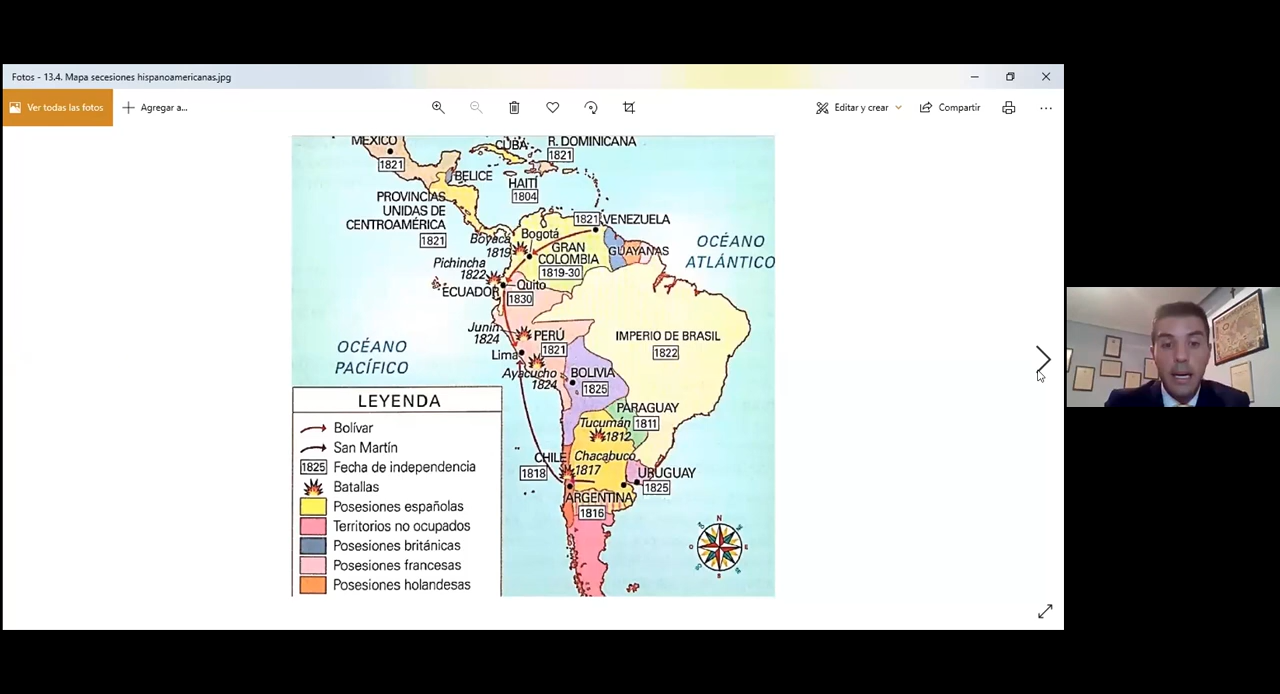 Fotos - 13.4. Mapa secesiones hispanoamericanas.jpg
Ver todas las fotos
Agregar a...
Editar y crear
Compartir
MÉXICO
1821
CUBA
R. DOMINICANA
1821
BELICE
HAITÍ
1804
PROVINCIAS
UNIDAS DE
CENTROAMÉRICA
1821
1821 VENEZUELA
Boyacá
1819
Bogotá
GRAN
COLOMBIA
1819-30
GUAYANAS
OCÉANO
ATLÁNTICO
Pichincha
1822
ECUADOR
Quito
1830
Junín
1824
PERÚ
1821
Lima
Ayacucho
1824
IMPERIO DE BRASIL
1822
OCÉANO
PACÍFICO
BOLIVIA
1825
PARAGUAY
1811
Tucumán
1812
CHILE
1818
Chacabuco
1817
URUGUAY
1825
ARGENTINA
1816
LEYENDA
Bolívar
San Martín
1825 Fecha de independencia
Batallas
Posesiones españolas
Territorios no ocupados
Posesiones británicas
Posesiones francesas
Posesiones holandesas
N
O
E
S